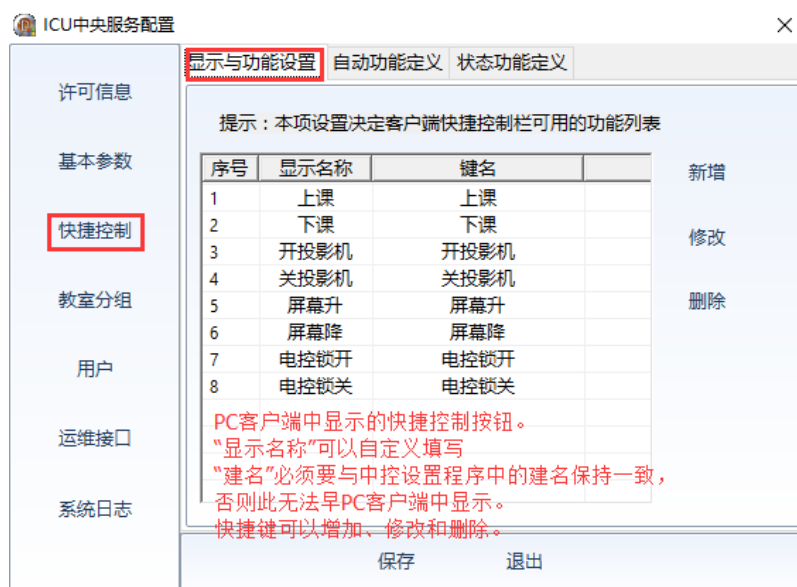 ICU中央服务配置
显示与功能设置 自动功能定义 状态功能定义
许可信息
基本参数
快捷控制
教室分组
用户
运维接口
系统日志
提示：本项设置决定客户端快捷控制栏可用的功能列表
序号 显示名称 键名
1 上课 上课
2 下课 下课
3 开投影机 开投影机
4 关投影机 关投影机
5 屏幕升 屏幕升
6 屏幕降 屏幕降
7 电控锁开 电控锁开
8 电控锁关 电控锁关
新增
修改
删除
PC客户端中显示的快捷控制按钮。
“显示名称”可以自定义填写
“建名”必须要与中控设置程序中的建名保持一致，
否则此无法早PC客户端中显示。
快捷键可以增加、修改和删除。
保存 退出